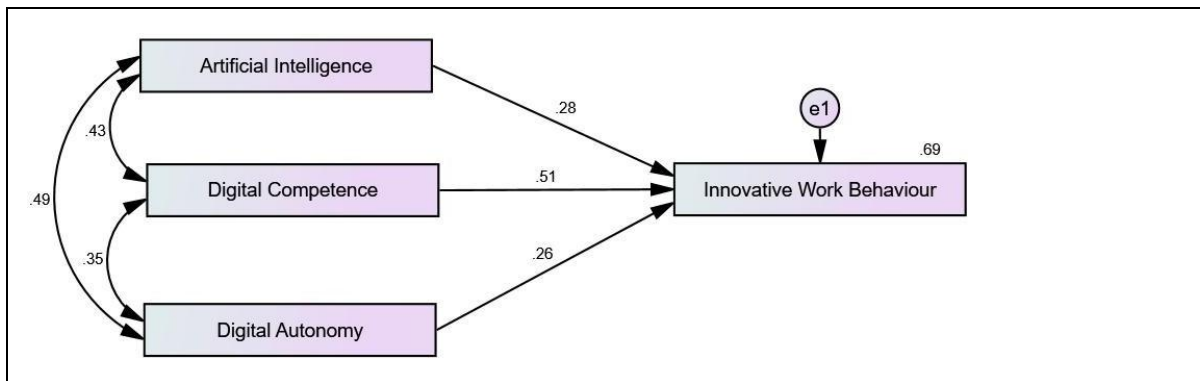 Artificial Intelligence
.28
e1
.43
.69
Digital Competence
.51
Innovative Work Behaviour
.49
.35
.26
Digital Autonomy